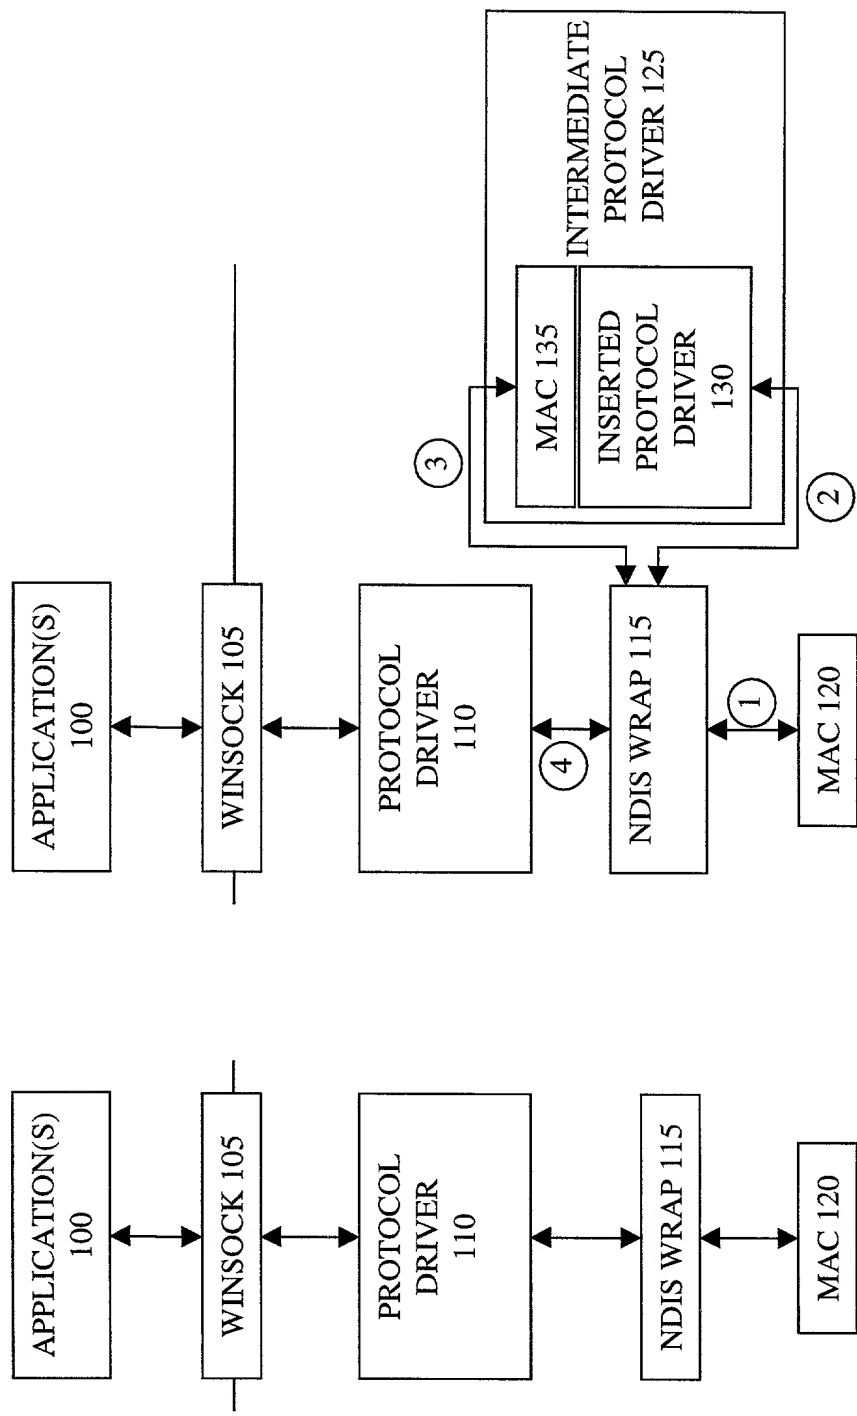 APPLICATION(S)
100
WINSOCK 105
PROTOCOL
DRIVER
110
NDIS WRAP 115
MAC 120
APPLICATION(S)
100
WINSOCK 105
PROTOCOL
DRIVER
110
4
NDIS WRAP 115
1
MAC 120
3
MAC 135
INSERTED
PROTOCOL
DRIVER
130
2
INTERMEDIATE
PROTOCOL
DRIVER 125